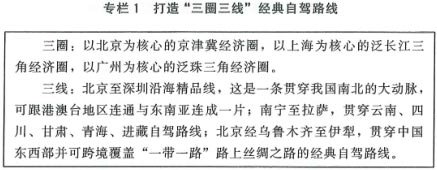 专栏1 打造“三圈三线”经典自驾路线
三圈：以北京为核心的京津冀经济圈，以上海为核心的泛长江三
角经济圈，以广州为核心的泛珠三角经济圈。
三线：北京至深圳沿海精品线，这是一条贯穿我国南北的大动脉，
可跟港澳台地区连通与东南亚连成一片；南宁至拉萨，贯穿云南、四
川、甘肃、青海、进藏自驾路线；北京经乌鲁木齐至伊犁，贯穿中国
东西部并可跨境覆盖“一带一路”路上丝绸之路的经典自驾路线。